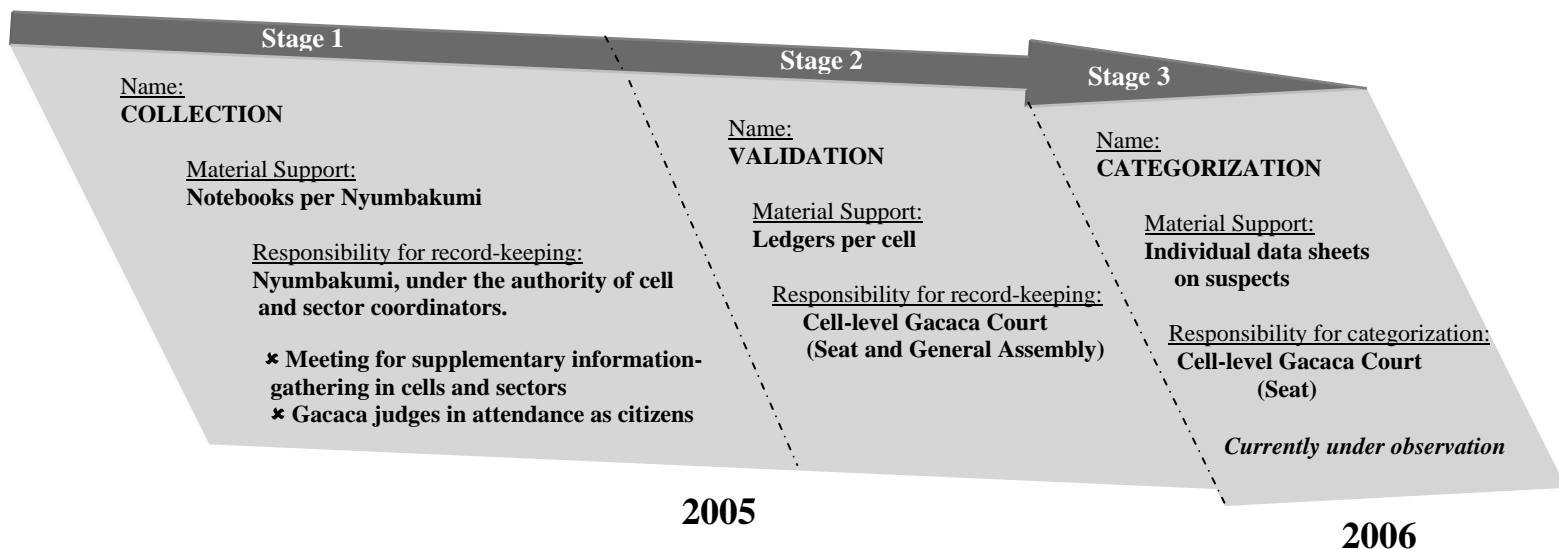 Stage 1
Name:
COLLECTION
Material Support:
Notebooks per Nyumbakumi
Responsibility for record-keeping:
Nyumbakumi, under the authority of cell
and sector coordinators.
✖ Meeting for supplementary information-
gathering in cells and sectors
✖ Gacaca judges in attendance as citizens
Stage 2
Name:
VALIDATION
Material Support:
Ledgers per cell
Responsibility for record-keeping:
Cell-level Gacaca Court
(Seat and General Assembly)
Stage 3
Name:
CATEGORIZATION
Material Support:
Individual data sheets
on suspects
Responsibility for categorization:
Cell-level Gacaca Court
(Seat)
Currently under observation
2005
2006